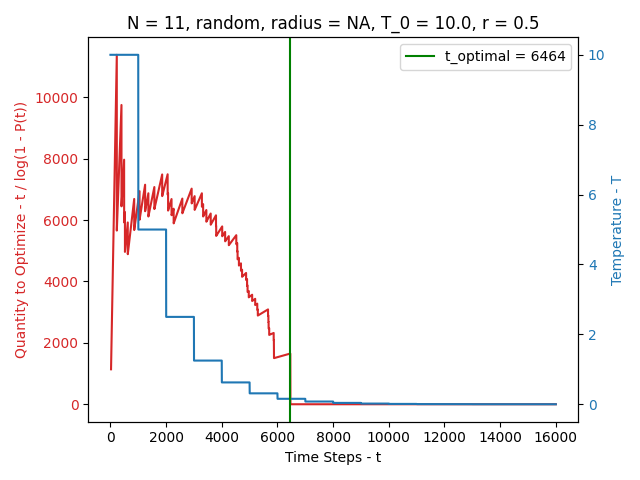 N = 11, random, radius = NA, T_0 = 10.0, r = 0.5
t_optimal = 6464
Quantity to Optimize - t / log(1 - P(t))
10000
8000
6000
4000
2000
0
10
8
6
4
2
0
Temperature - T
0 2000 4000 6000 8000 10000 12000 14000 16000
Time Steps - t